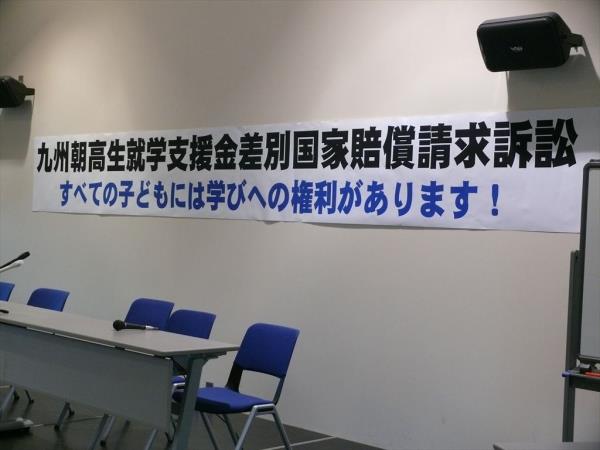 九州朝高生就学支援金差別国家賠償請求訴訟
すべての子どもには学びへの権利があります！